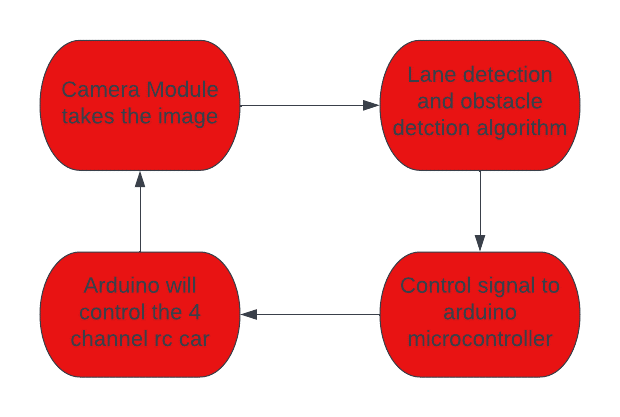 Camera Module
takes the image
Lane detection
and obstacle
detction algorithm
Control signal to
arduino
microcontroller
Arduino will
control the 4
channel rc car